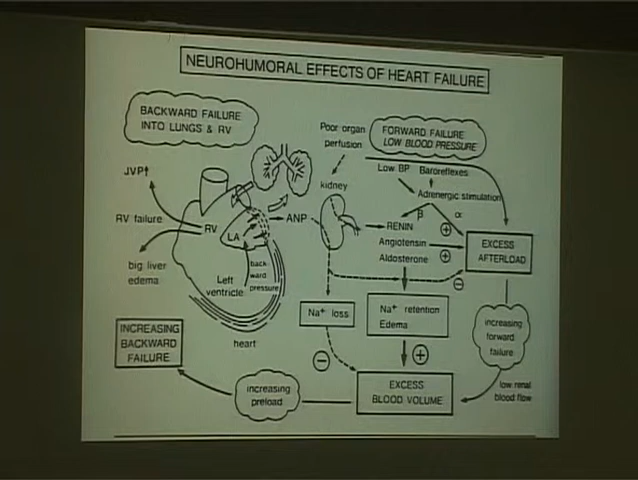 NEUROHUMORAL EFFECTS OF HEART FAILURE
BACKWARD FAILURE
INTO LUNGS & RV
Poor organ
perfusion
FORWARD FAILURE
LOW BLOOD PRESSURE
JVP↑
Low BP
Baroreflexes
kidney
Adrenergic stimulation
β
α
RV failure
RV
LA
ANP
RENIN
+
Angiotensin
+
Aldosterone
EXCESS
AFTERLOAD
big liver
edema
Left
ventricle
back
ward
pressure
−
Na+ loss
Na+ retention
Edema
increasing
forward
failure
INCREASING
BACKWARD
FAILURE
heart
−
+
increasing
preload
EXCESS
BLOOD VOLUME
low renal
blood flow